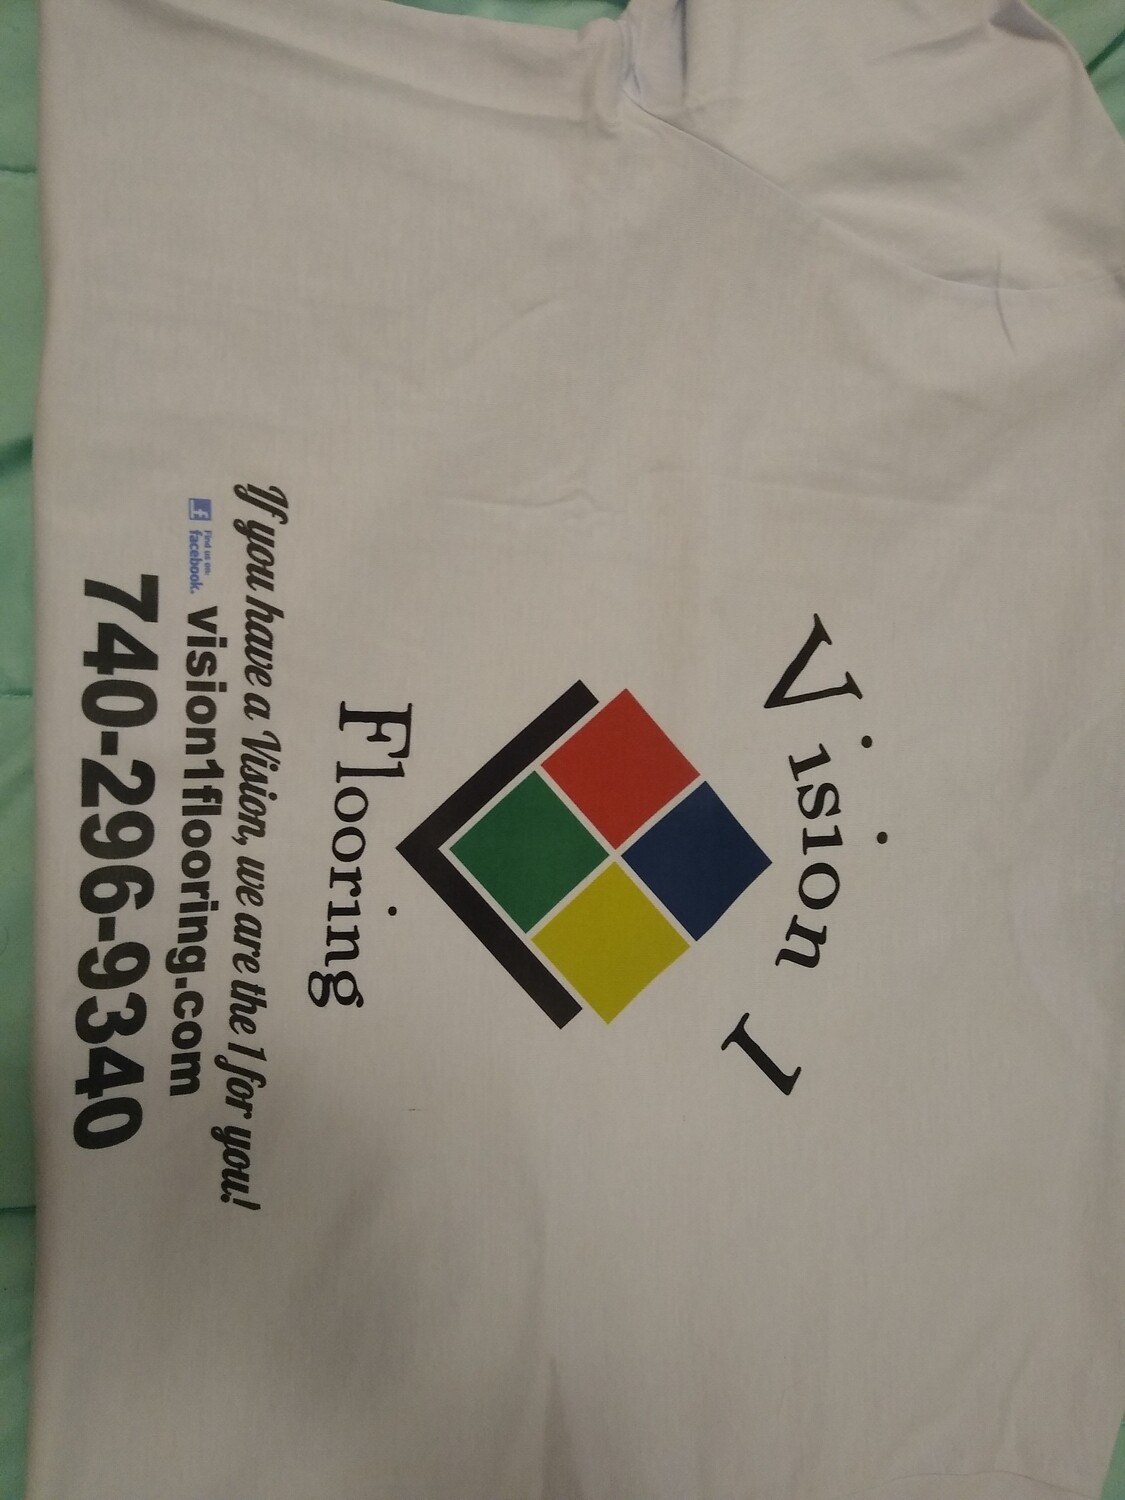 Vision 1
Flooring
If you have a Vision, we are the 1 for you!
f Find us on: facebook. vision1flooring.com
740-296-9340